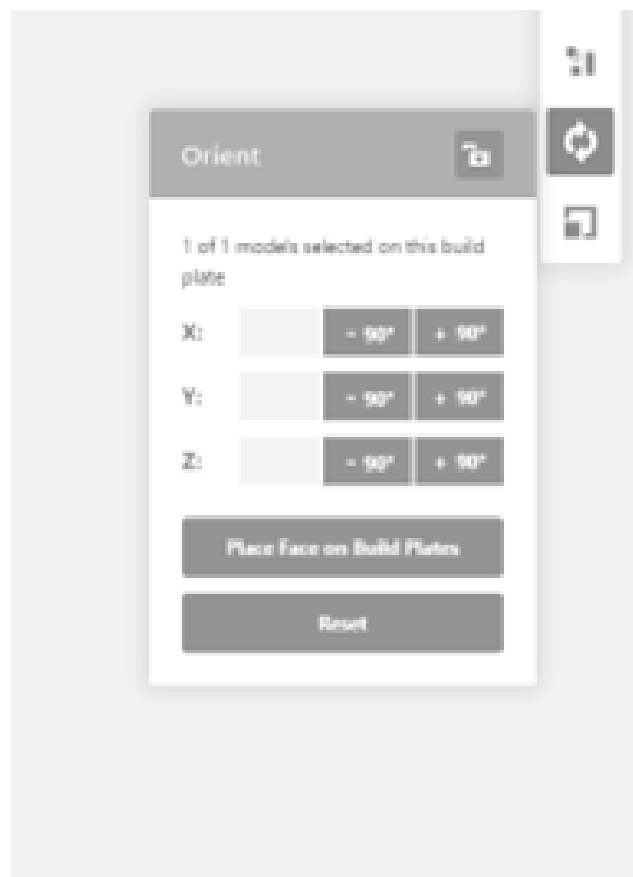 Orient
1 of 1 models selected on this build
plate
X:
- 90°
+ 90°
Y:
- 90°
+ 90°
Z:
- 90°
+ 90°
Place Face on Build Plates
Reset